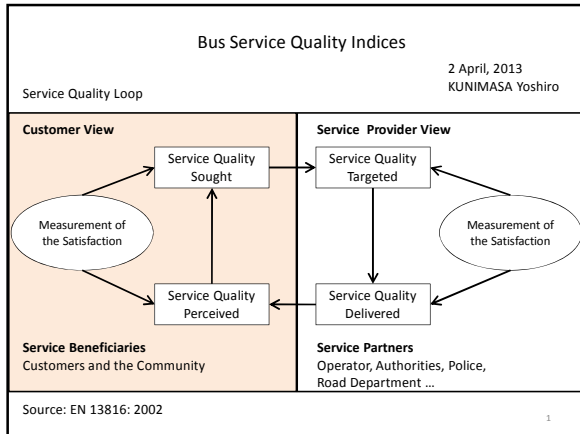 Bus Service Quality Indices
2 April, 2013
KUNIMASA Yoshiro
Service Quality Loop
Customer View
Service Provider View
Service Quality
Sought
Service Quality
Targeted
Measurement of
the Satisfaction
Measurement of
the Satisfaction
Service Quality
Perceived
Service Quality
Delivered
Service Beneficiaries
Customers and the Community
Service Partners
Operator, Authorities, Police,
Road Department ...
Source: EN 13816: 2002
1